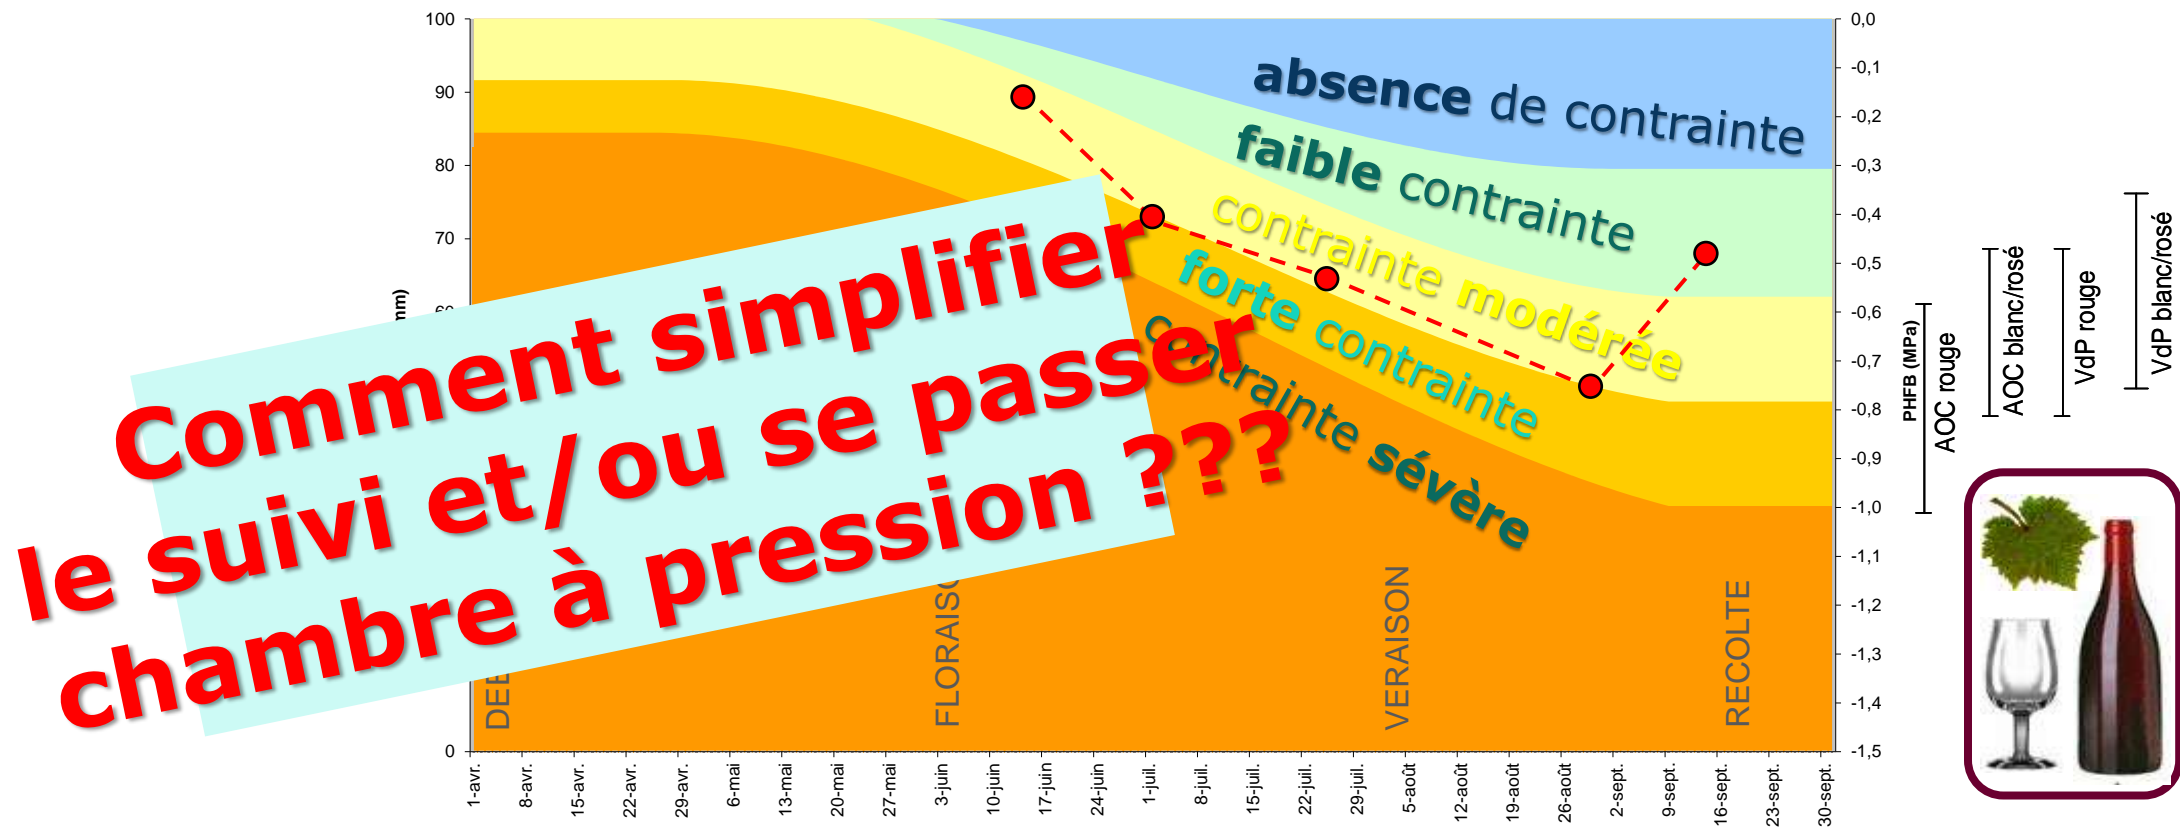 100
90
80
70
0
mm)
0,0
-0,1
-0,2
-0,3
-0,4
-0,5
-0,6
-0,7
-0,8
-0,9
-1,0
-1,1
-1,2
-1,3
-1,4
-1,5
absence de contrainte
faible contrainte
contrainte modérée
forte contrainte
contrainte sévère
Comment simplifier
le suivi et/ou se passer
chambre à pression ???
FLORAISO
VERAISON
RECOLTE
1-avr.
8-avr.
15-avr.
22-avr.
29-avr.
6-mai
13-mai
20-mai
27-mai
3-juin
10-juin
17-juin
24-juin
1-juil.
8-juil.
15-juil.
22-juil.
29-juil.
5-août
12-août
19-août
26-août
2-sept.
9-sept.
16-sept.
23-sept.
30-sept.
PHFB (MPa)
AOC rouge
AOC blanc/rosé
VdP rouge
VdP blanc/rosé